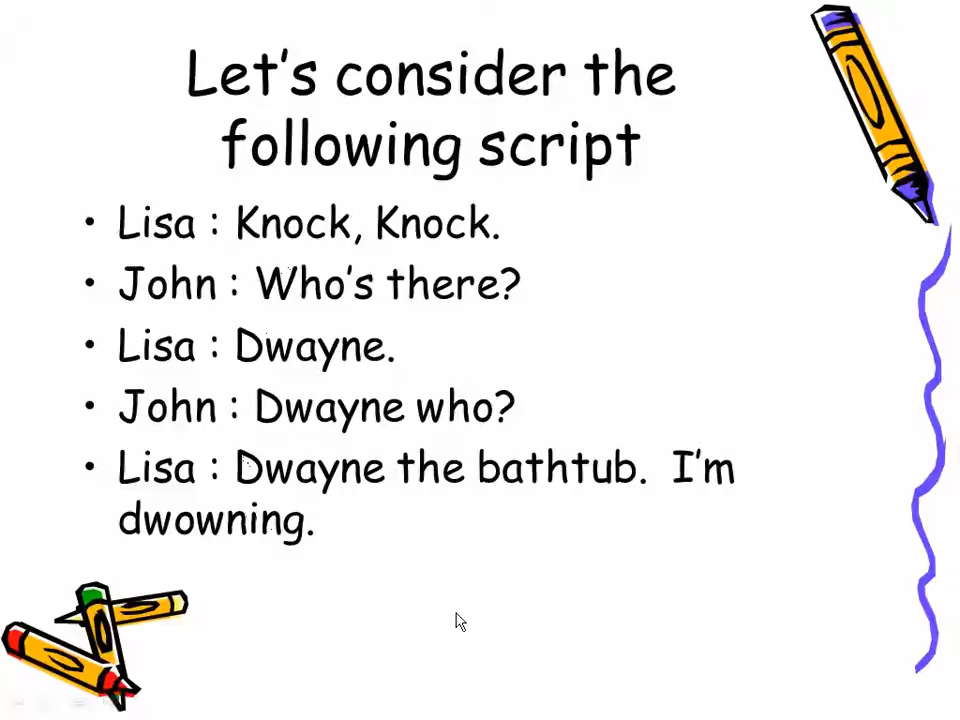 Let's consider the
following script
• Lisa : Knock, Knock.
• John : Who's there?
• Lisa : Dwayne.
• John : Dwayne who?
• Lisa : Dwayne the bathtub.  I'm
dwowning.